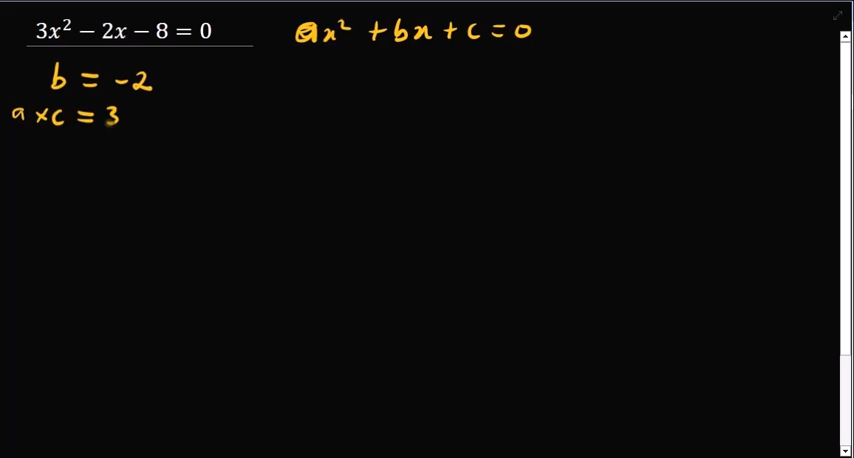 3x² − 2x − 8 = 0
ax² + bx + c = 0
b = -2
a × c = 3